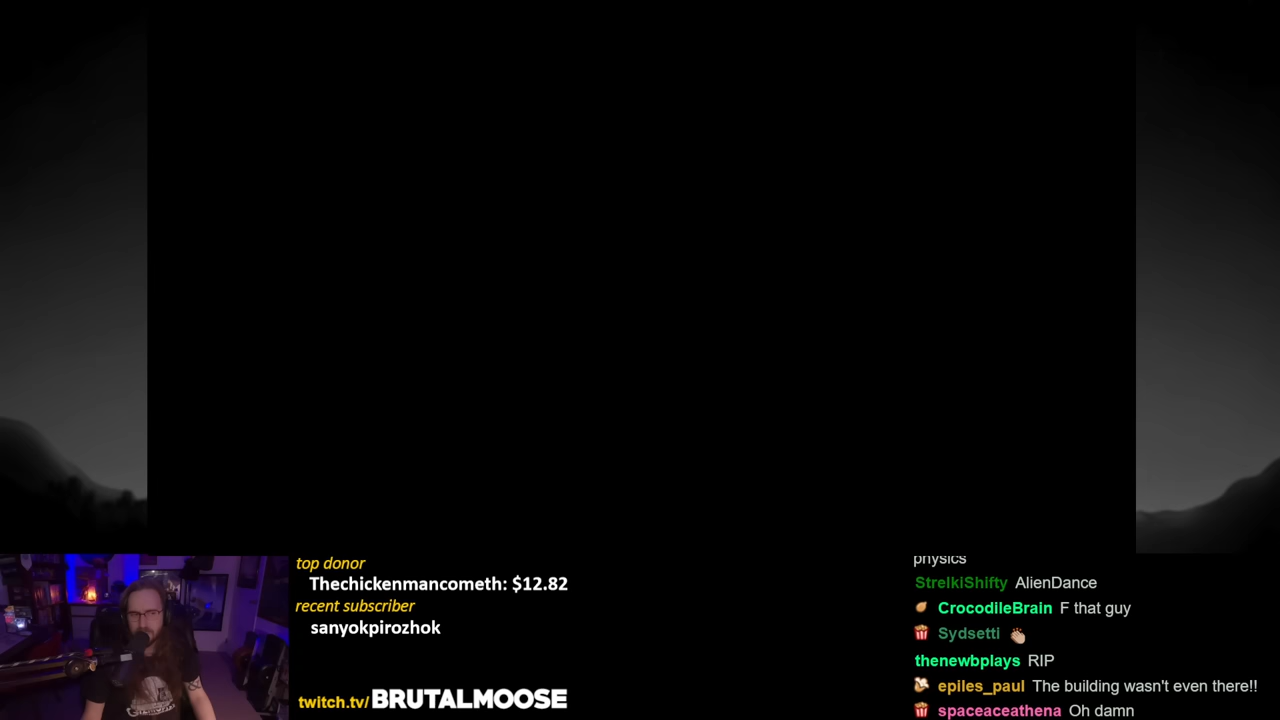 top donor
Thechickenmancometh: $12.82
recent subscriber
sanyokpirozhok
twitch.tv/BRUTALMOOSE
physics
StrelkiShifty AlienDance
CrocodileBrain F that guy
Sydsetti
thenewbplays RIP
epiles_paul The building wasn't even there!!
spaceaceathena Oh damn